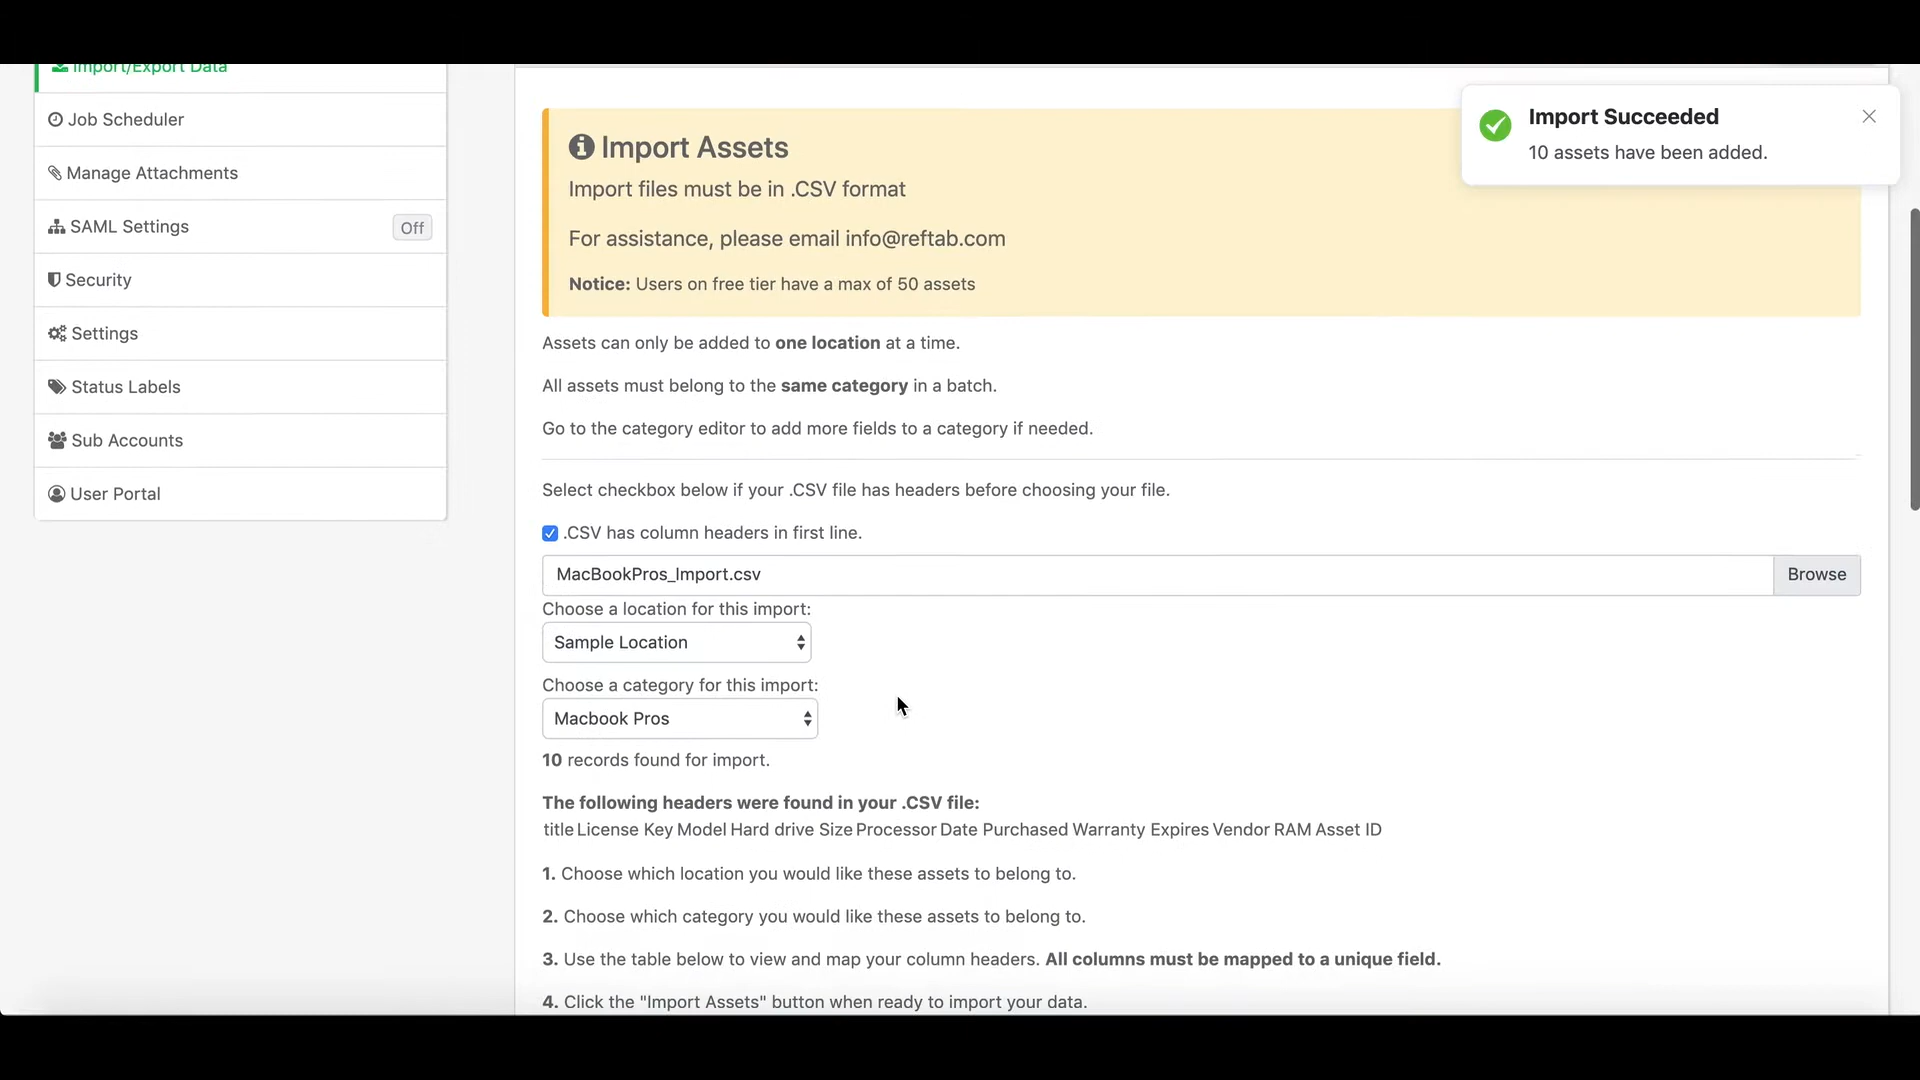 Import/Export Data
Job Scheduler
Manage Attachments
SAML Settings Off
Security
Settings
Status Labels
Sub Accounts
User Portal
Import Assets
Import files must be in .CSV format
For assistance, please email info@reftab.com
Notice: Users on free tier have a max of 50 assets
Import Succeeded
10 assets have been added.
Assets can only be added to one location at a time.
All assets must belong to the same category in a batch.
Go to the category editor to add more fields to a category if needed.
Select checkbox below if your .CSV file has headers before choosing your file.
.CSV has column headers in first line.
MacBookPros_Import.csv Browse
Choose a location for this import:
Sample Location
Choose a category for this import:
Macbook Pros
10 records found for import.
The following headers were found in your .CSV file:
title License Key Model Hard drive Size Processor Date Purchased Warranty Expires Vendor RAM Asset ID
1. Choose which location you would like these assets to belong to.
2. Choose which category you would like these assets to belong to.
3. Use the table below to view and map your column headers. All columns must be mapped to a unique field.
4. Click the "Import Assets" button when ready to import your data.